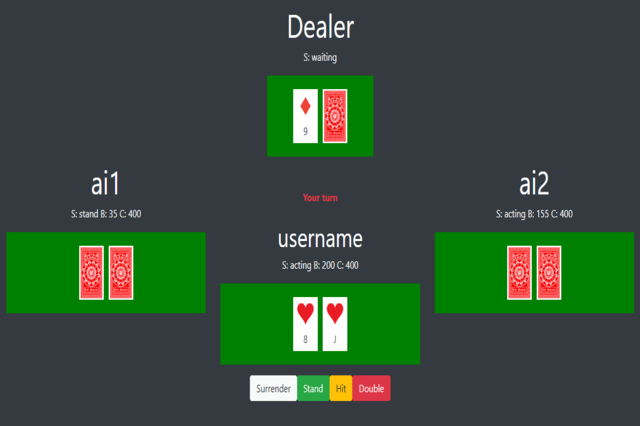 Dealer
S: waiting
9
ai1
S: stand B: 35 C: 400
Your turn
username
S: acting B: 200 C: 400
8 J
ai2
S: acting B: 155 C: 400
Surrender Stand Hit Double